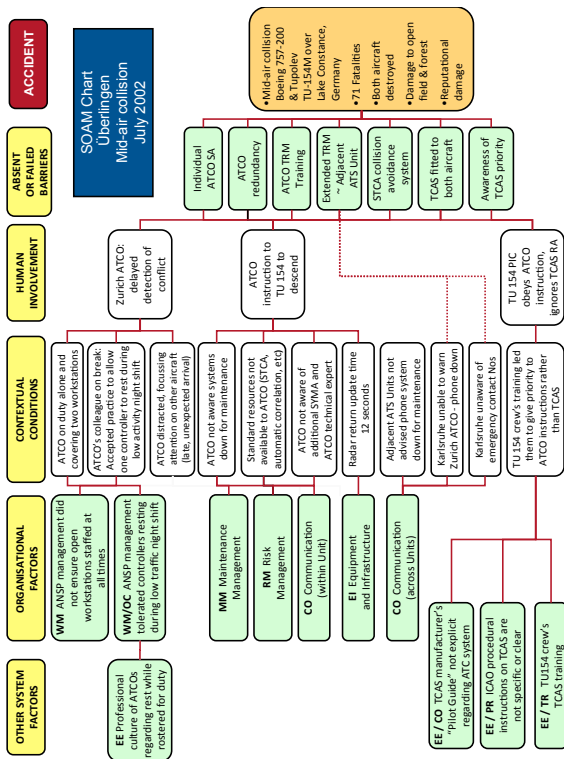 ACCIDENT
SOAM Chart
Überlingen
Mid-air collision
July 2002
•Mid-air collision
Boeing 757-200
& Tupolev
TU-154M over
Lake Constance,
Germany
•71 Fatalities
•Both aircraft
destroyed
•Damage to open
field & forest
•Reputational
damage
ABSENT
OR FAILED
BARRIERS
Individual
ATCO SA
ATCO
redundancy
ATCO TRM
Training
Extended TRM
~ Adjacent
ATS Unit
STCA collision
avoidance
system
TCAS fitted to
both aircraft
Awareness of
TCAS priority
HUMAN
INVOLVEMENT
Zurich ATCO:
delayed
detection of
conflict
ATCO
instruction to
TU 154 to
descend
TU 154 PIC
obeys ATCO
instruction,
ignores TCAS RA
CONTEXTUAL
CONDITIONS
ATCO on duty alone and
covering two workstations
ATCO's colleague on break:
Accepted practice to allow
one controller to rest during
low activity night shift
ATCO distracted, focussing
attention on other aircraft
(late, unexpected arrival)
ATCO not aware systems
down for maintenance
Standard resources not
available to ATCO (STCA,
automatic correlation, etc)
ATCO not aware of
additional SYMA and
ATCO technical expert
Radar return update time
12 seconds
Adjacent ATS Units not
advised phone system
down for maintenance
Karlsruhe unable to warn
Zurich ATCO - phone down
Karlsruhe unaware of
emergency contact Nos
TU 154 crew's training led
them to give priority to
ATCO instructions rather
than TCAS
ORGANISATIONAL
FACTORS
WM ANSP management did
not ensure open
workstations staffed at
all times
WM/OC ANSP management
tolerated controllers resting
during low traffic night shift
MM Maintenance
Management
RM Risk
Management
CO Communication
(within Unit)
EI Equipment
and Infrastructure
CO Communication
(across Units)
OTHER SYSTEM
FACTORS
EE Professional
culture of ATCOs
regarding rest while
rostered for duty
EE / CO TCAS manufacturer's
"Pilot Guide" not explicit
regarding ATC system
EE / PR ICAO procedural
instructions on TCAS are
not specific or clear
EE / TR TU154 crew's
TCAS training